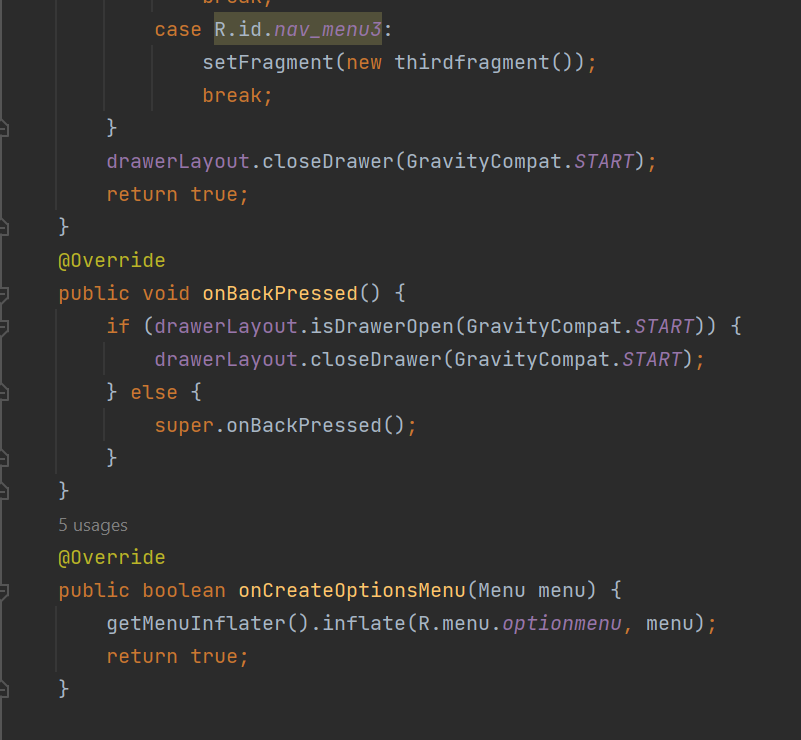 break;
case R.id.nav_menu3:
setFragment(new thirdfragment());
break;
}
drawerLayout.closeDrawer(GravityCompat.START);
return true;
}
@Override
public void onBackPressed() {
if (drawerLayout.isDrawerOpen(GravityCompat.START)) {
drawerLayout.closeDrawer(GravityCompat.START);
} else {
super.onBackPressed();
}
}
5 usages
@Override
public boolean onCreateOptionsMenu(Menu menu) {
getMenuInflater().inflate(R.menu.optionmenu, menu);
return true;
}